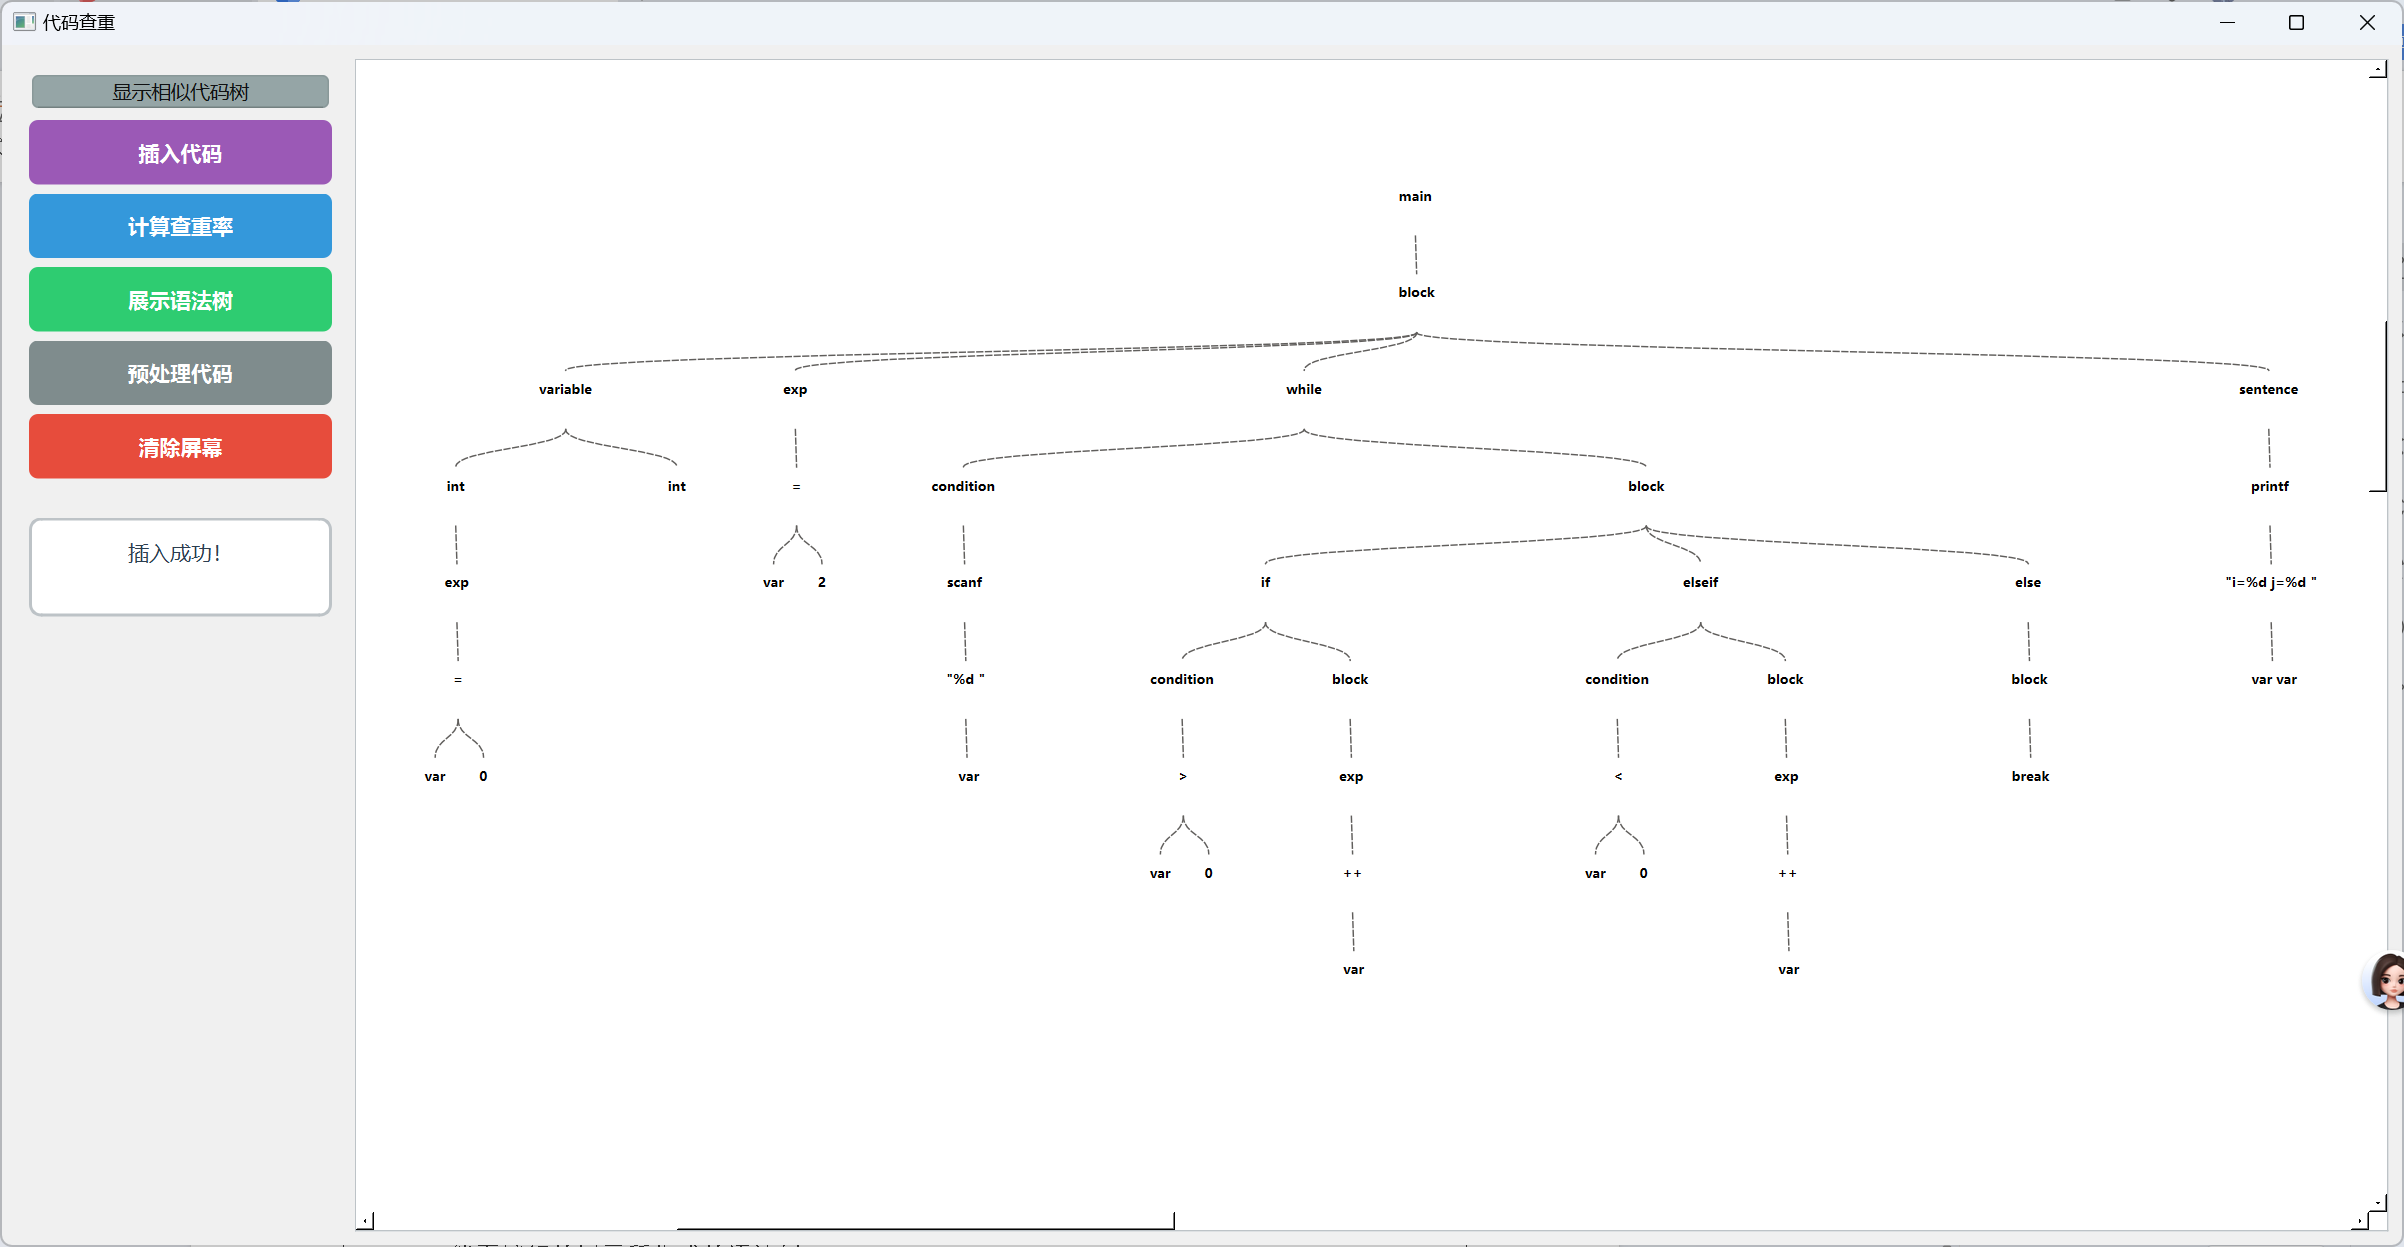 代码查重
显示相似代码树
插入代码
计算查重率
展示语法树
预处理代码
清除屏幕
插入成功!
main
block
variable exp while sentence
int int = condition block printf
exp var 2 scanf if elseif else "i=%d j=%d "
= "%d " condition block condition block block var var
var 0 var > exp < exp break
var 0 ++ var 0 ++
var var